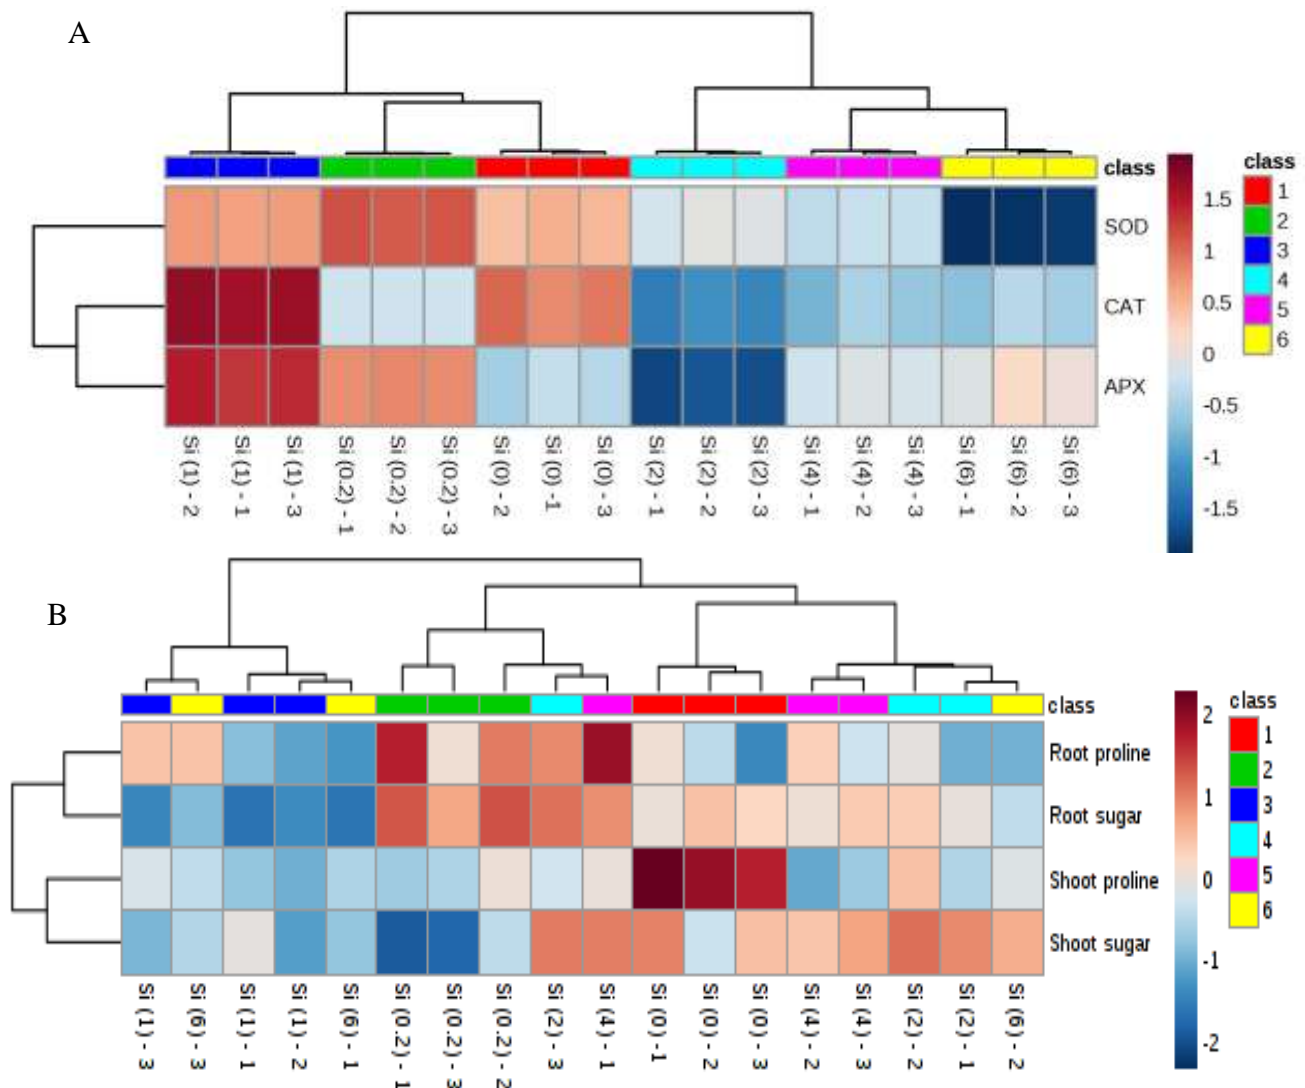 A
class
SOD
CAT
APX
1.5
1
0.5
0
-0.5
-1
-1.5
class
1
2
3
4
5
6
Si (1) - 2
Si (1) - 1
Si (1) - 3
Si (0.2) - 1
Si (0.2) - 2
Si (0.2) - 3
Si (0) - 2
Si (0) -1
Si (0) - 3
Si (2) - 1
Si (2) - 2
Si (2) - 3
Si (4) - 1
Si (4) - 2
Si (4) - 3
Si (6) - 1
Si (6) - 2
Si (6) - 3
B
class
Root proline
Root sugar
Shoot proline
Shoot sugar
2
1
0
-1
-2
class
1
2
3
4
5
6
Si (1) - 3
Si (6) - 3
Si (1) - 1
Si (1) - 2
Si (6) - 1
Si (0.2) - 1
Si (0.2) - 3
Si (0.2) - 2
Si (2) - 3
Si (4) - 1
Si (0) -1
Si (0) - 2
Si (0) - 3
Si (4) - 2
Si (4) - 3
Si (2) - 2
Si (2) - 1
Si (6) - 2